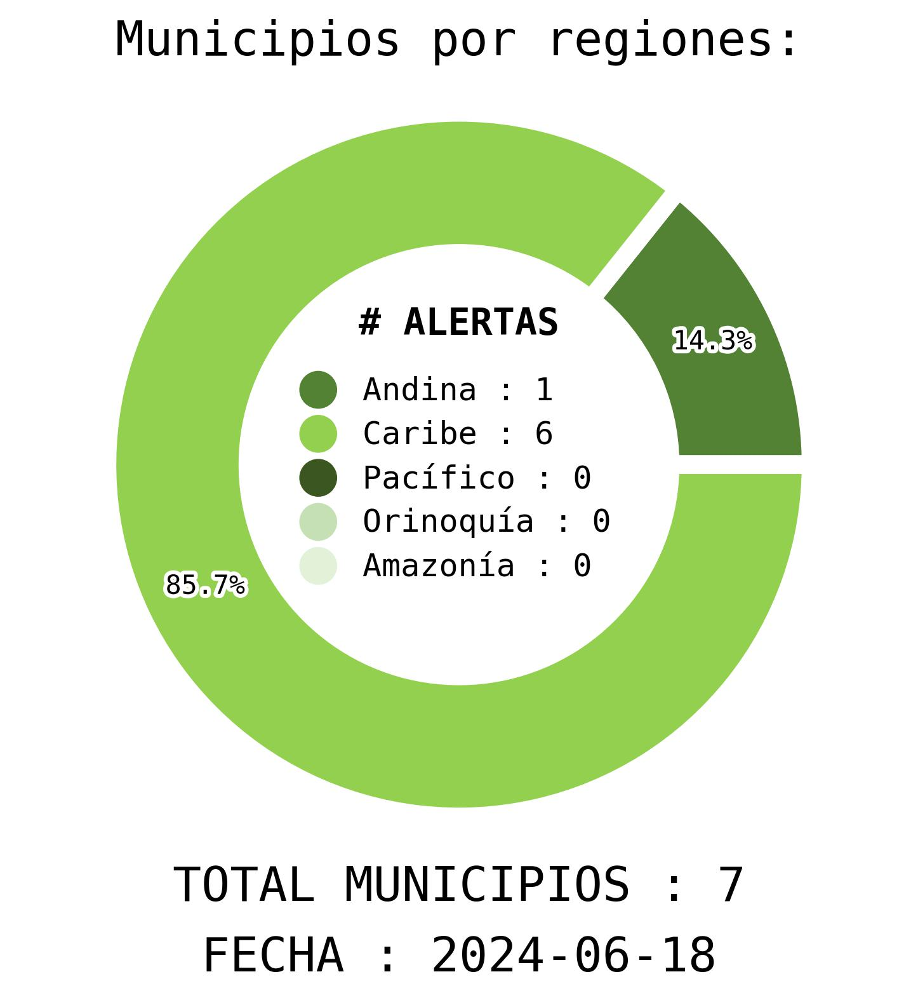 Municipios por regiones:
14.3%
# ALERTAS
Andina : 1
Caribe : 6
Pacífico : 0
Orinoquía : 0
Amazonía : 0
85.7%
TOTAL MUNICIPIOS : 7
FECHA : 2024-06-18